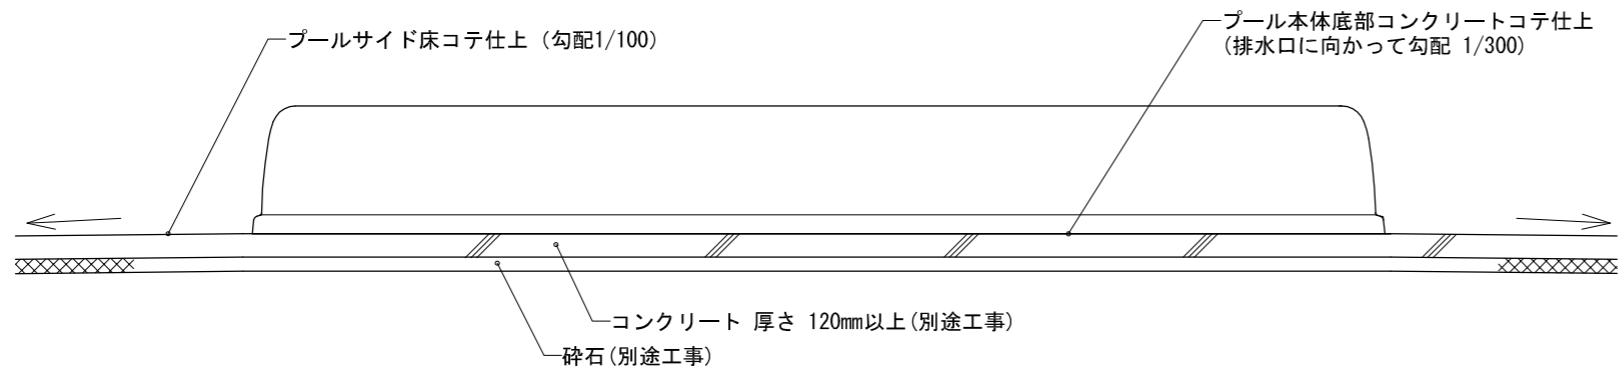 プールサイド床コテ仕上（勾配1/100）
プール本体底部コンクリートコテ仕上
(排水口に向かって勾配 1/300)
コンクリート 厚さ 120mm以上(別途工事)
砕石(別途工事)